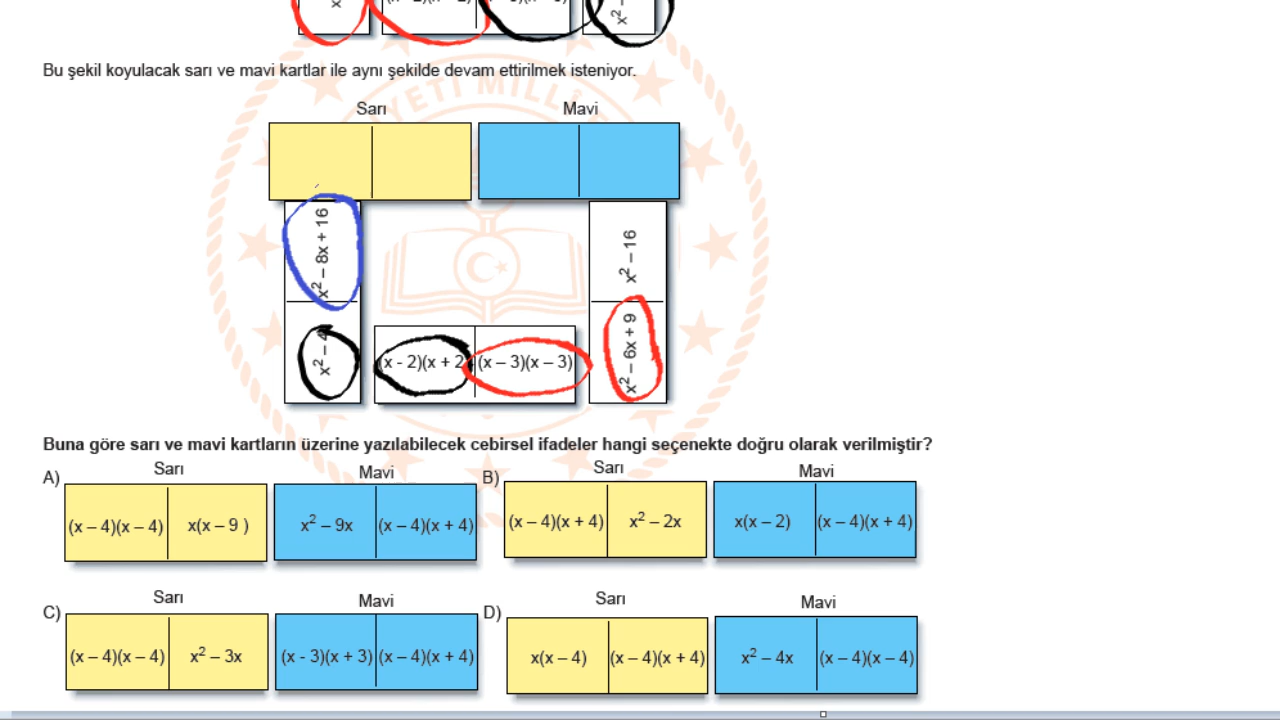 Bu şekil koyulacak sarı ve mavi kartlar ile aynı şekilde devam ettirilmek isteniyor.
Sarı Mavi
x² – 8x + 16
x² – 16
x² – 4
(x - 2)(x + 2
(x – 3)(x – 3)
x² – 6x + 9
Buna göre sarı ve mavi kartların üzerine yazılabilecek cebirsel ifadeler hangi seçenekte doğru olarak verilmiştir?
A) Sarı Mavi
(x – 4)(x – 4) x(x – 9 ) x² – 9x (x – 4)(x + 4)
B) Sarı Mavi
(x – 4)(x + 4) x² – 2x x(x – 2) (x – 4)(x + 4)
C) Sarı Mavi
(x – 4)(x – 4) x² – 3x (x - 3)(x + 3) (x – 4)(x + 4)
D) Sarı Mavi
x(x – 4) (x – 4)(x + 4) x² – 4x (x – 4)(x – 4)